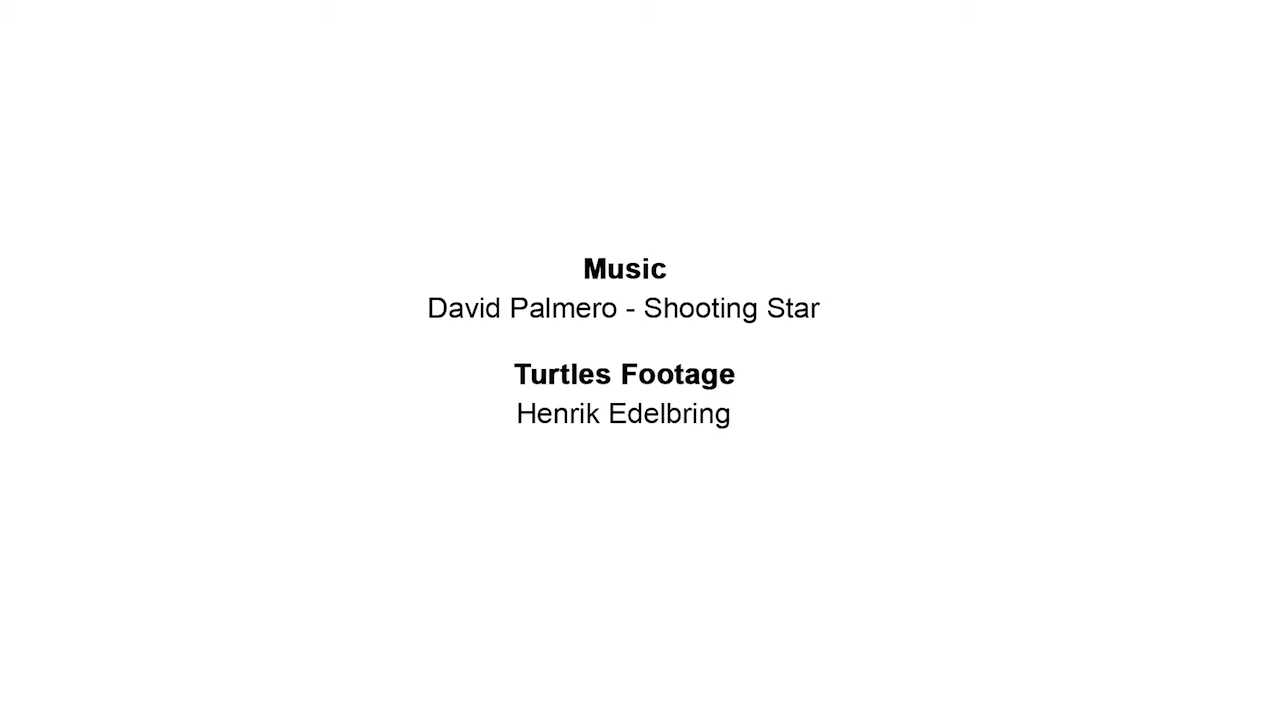 Music
David Palmero - Shooting Star
Turtles Footage
Henrik Edelbring